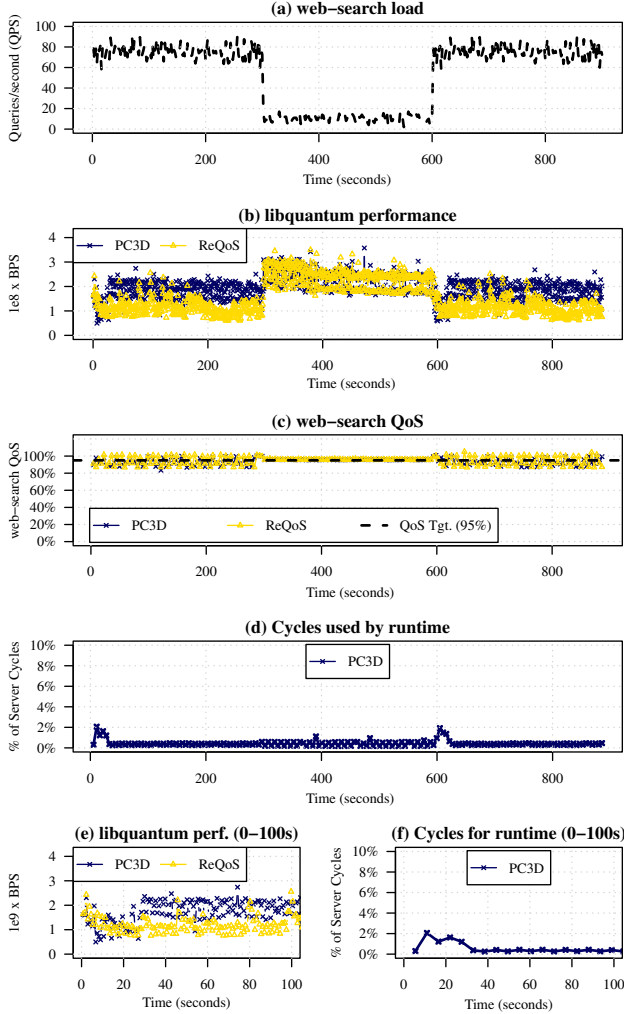 (a) web−search load
Queries/second (QPS)
100
80
60
40
20
0
0 200 400 600 800
Time (seconds)
(b) libquantum performance
PC3D ReQoS
1e8 x BPS
4
3
2
1
0
0 200 400 600 800
Time (seconds)
(c) web−search QoS
web−search QoS
100%
80%
60%
40%
20%
0%
PC3D ReQoS QoS Tgt. (95%)
0 200 400 600 800
Time (seconds)
(d) Cycles used by runtime
PC3D
% of Server Cycles
10%
8%
6%
4%
2%
0%
0 200 400 600 800
Time (seconds)
(e) libquantum perf. (0−100s)
PC3D ReQoS
1e9 x BPS
4
3
2
1
0
0 20 40 60 80 100
Time (seconds)
(f) Cycles for runtime (0−100s)
PC3D
% of Server Cycles
10%
8%
6%
4%
2%
0%
0 20 40 60 80 100
Time (seconds)